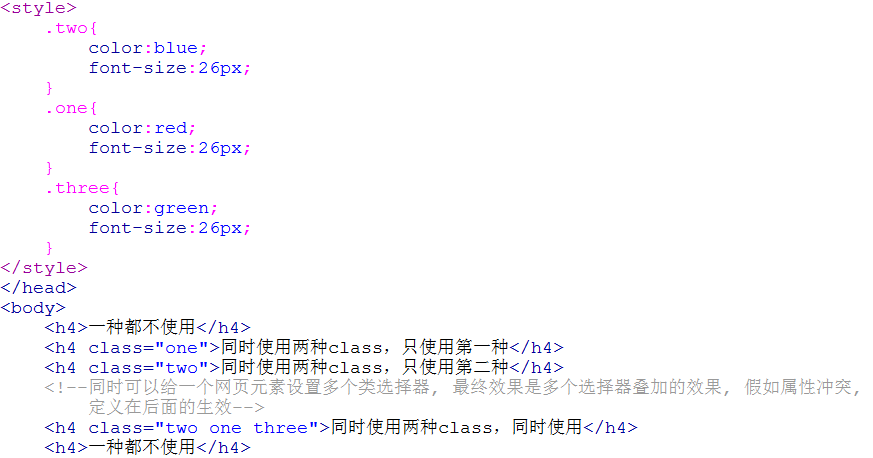 <style>
.two{
color:blue;
font-size:26px;
}
.one{
color:red;
font-size:26px;
}
.three{
color:green;
font-size:26px;
}
</style>
</head>
<body>
<h4>一种都不使用</h4>
<h4 class="one">同时使用两种class，只使用第一种</h4>
<h4 class="two">同时使用两种class，只使用第二种</h4>
<!--同时可以给一个网页元素设置多个类选择器, 最终效果是多个选择器叠加的效果, 假如属性冲突,
定义在后面的生效-->
<h4 class="two one three">同时使用两种class，同时使用</h4>
<h4>一种都不使用</h4>